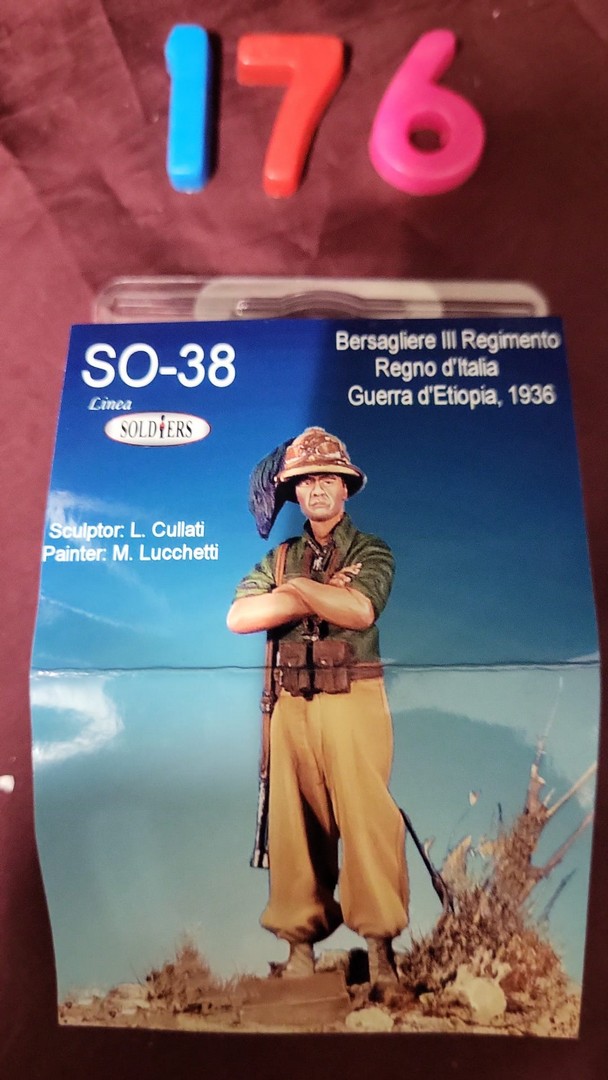 176
SO-38
Linea
SOLDIERS
Bersagliere III Regimento
Regno d'Italia
Guerra d'Etiopia, 1936
Sculptor: L. Cullati
Painter: M. Lucchetti